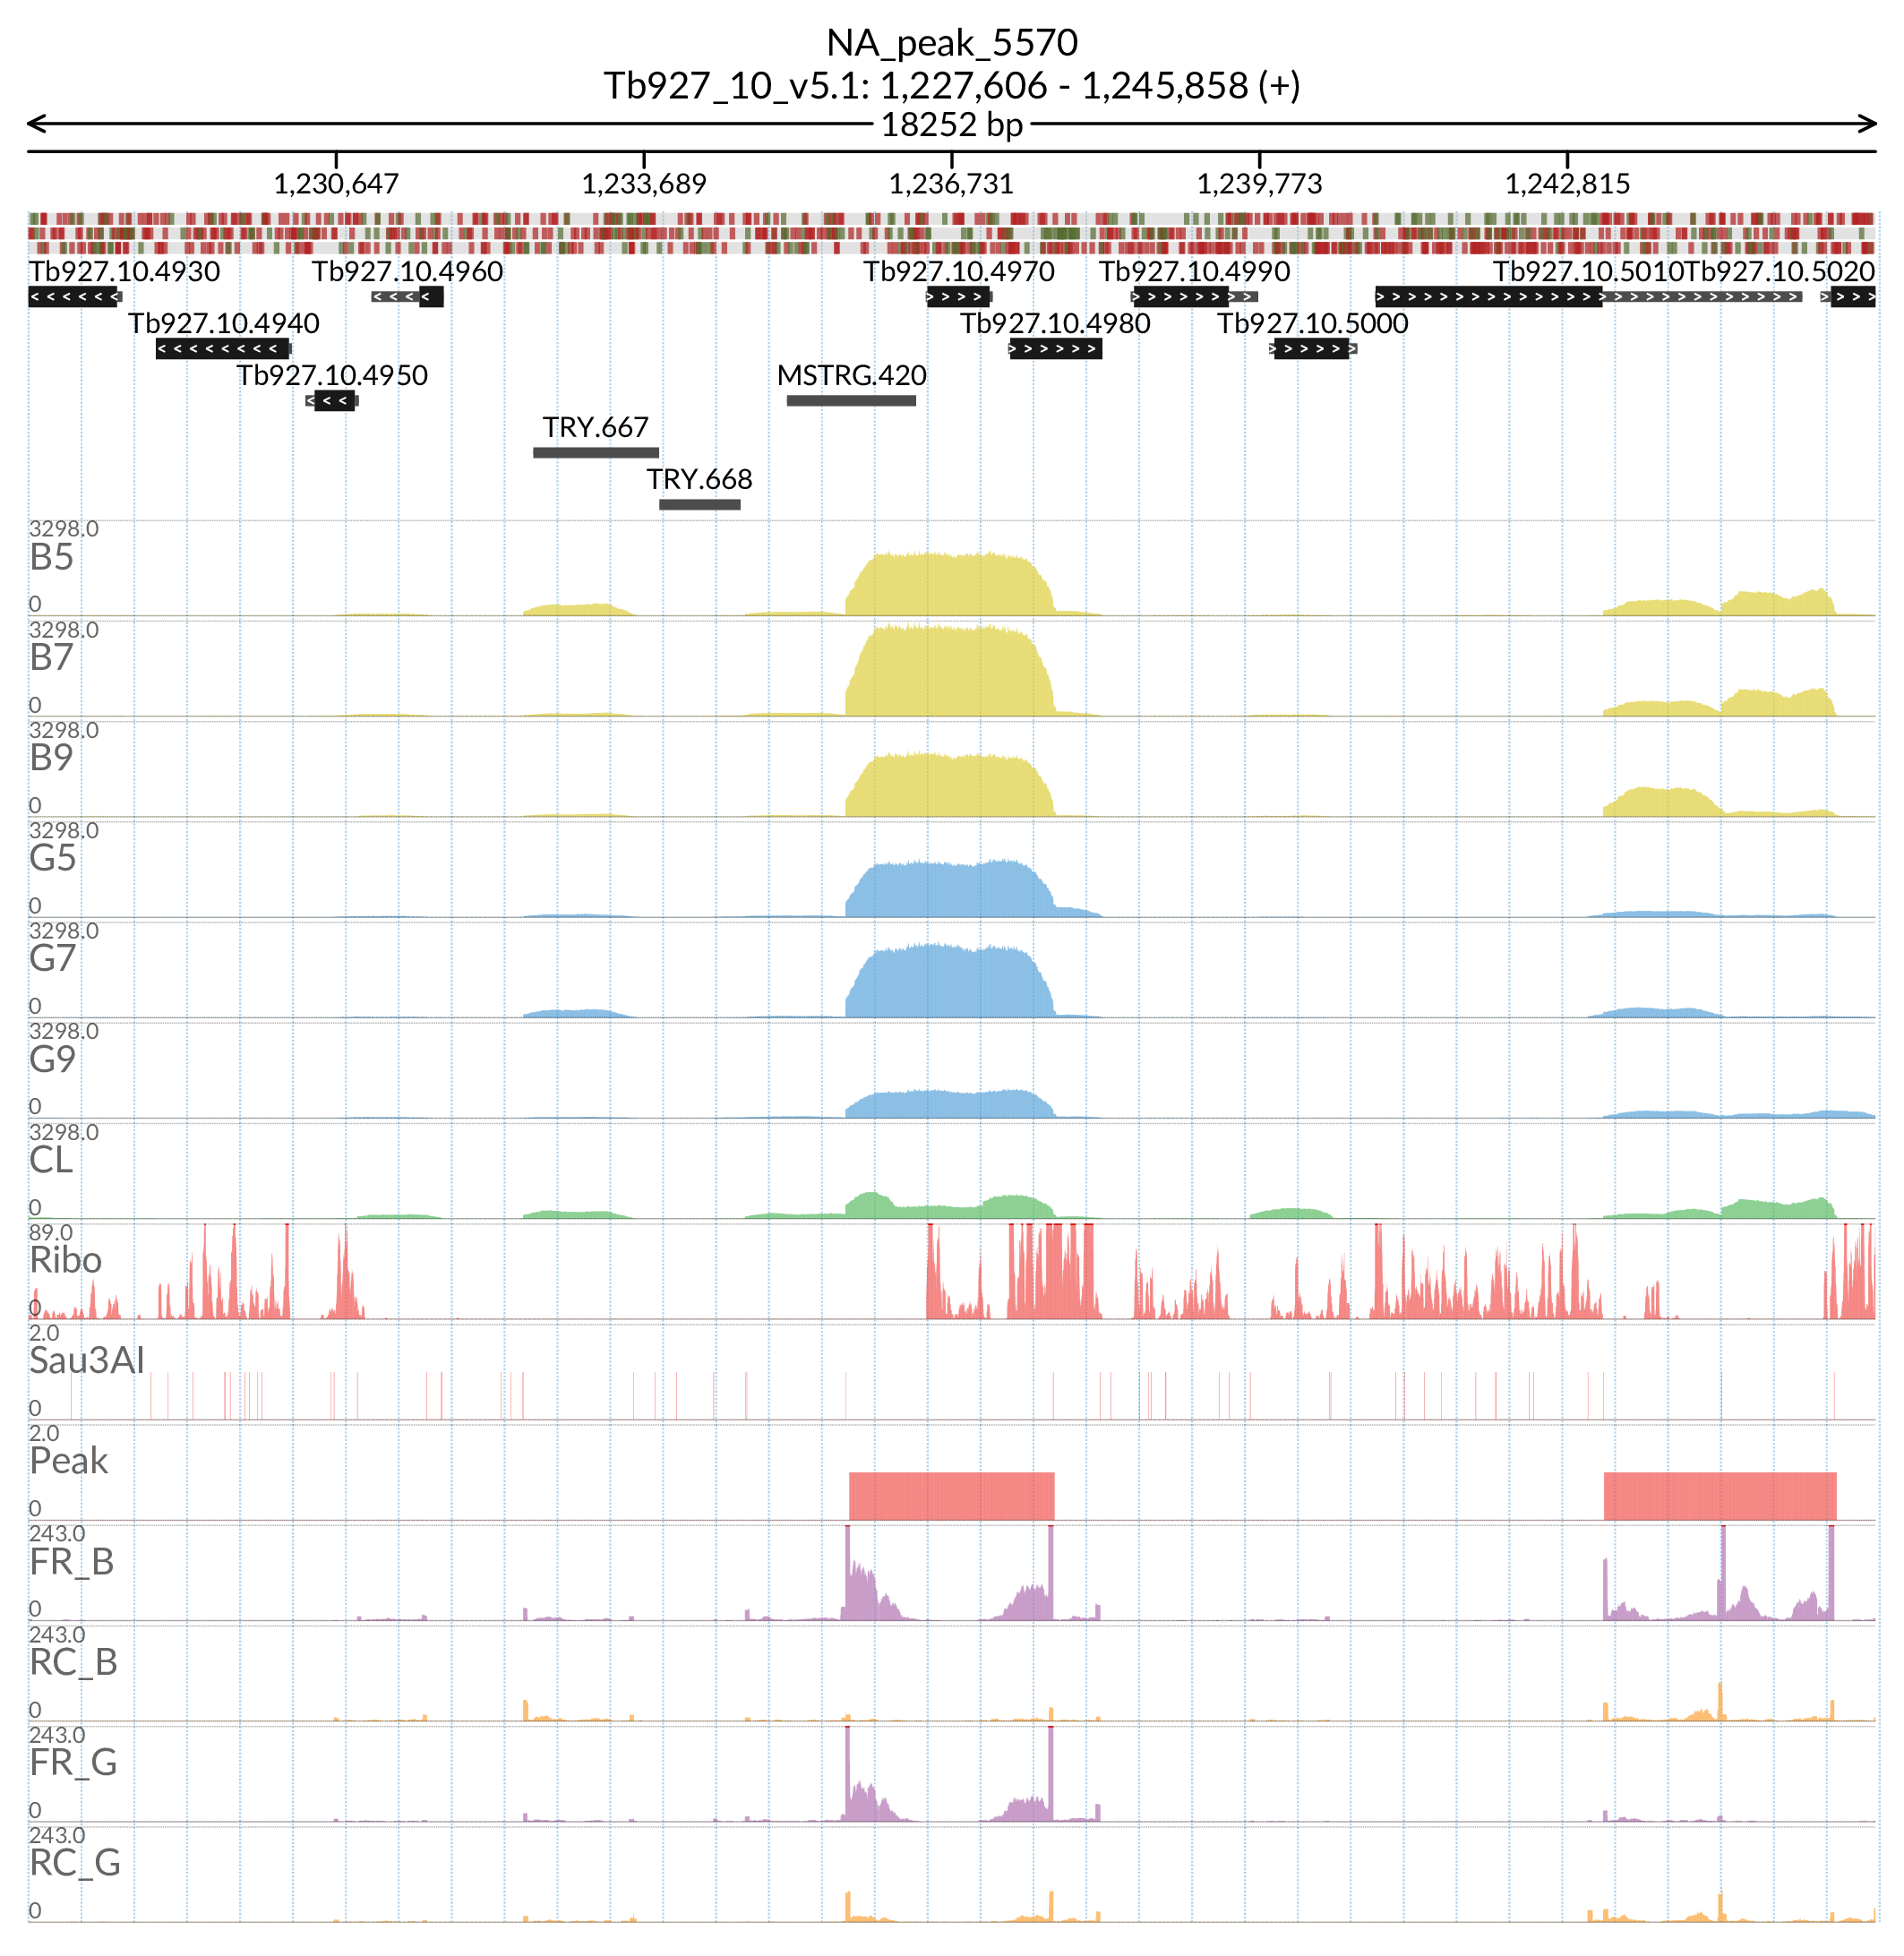 NA_peak_5570
Tb927_10_v5.1: 1,227,606 - 1,245,858 (+)
18252 bp
1,230,647 1,233,689 1,236,731 1,239,773 1,242,815
Tb927.10.4930 Tb927.10.4960 Tb927.10.4970 Tb927.10.4990 Tb927.10.5010 Tb927.10.5020
Tb927.10.4940 Tb927.10.4980 Tb927.10.5000
Tb927.10.4950 MSTRG.420
TRY.667
TRY.668
3298.0
B5
0
3298.0
B7
0
3298.0
B9
0
3298.0
G5
0
3298.0
G7
0
3298.0
G9
0
3298.0
CL
0
89.0
Ribo
0
2.0
Sau3AI
0
2.0
Peak
0
243.0
FR_B
0
243.0
RC_B
0
243.0
FR_G
0
243.0
RC_G
0